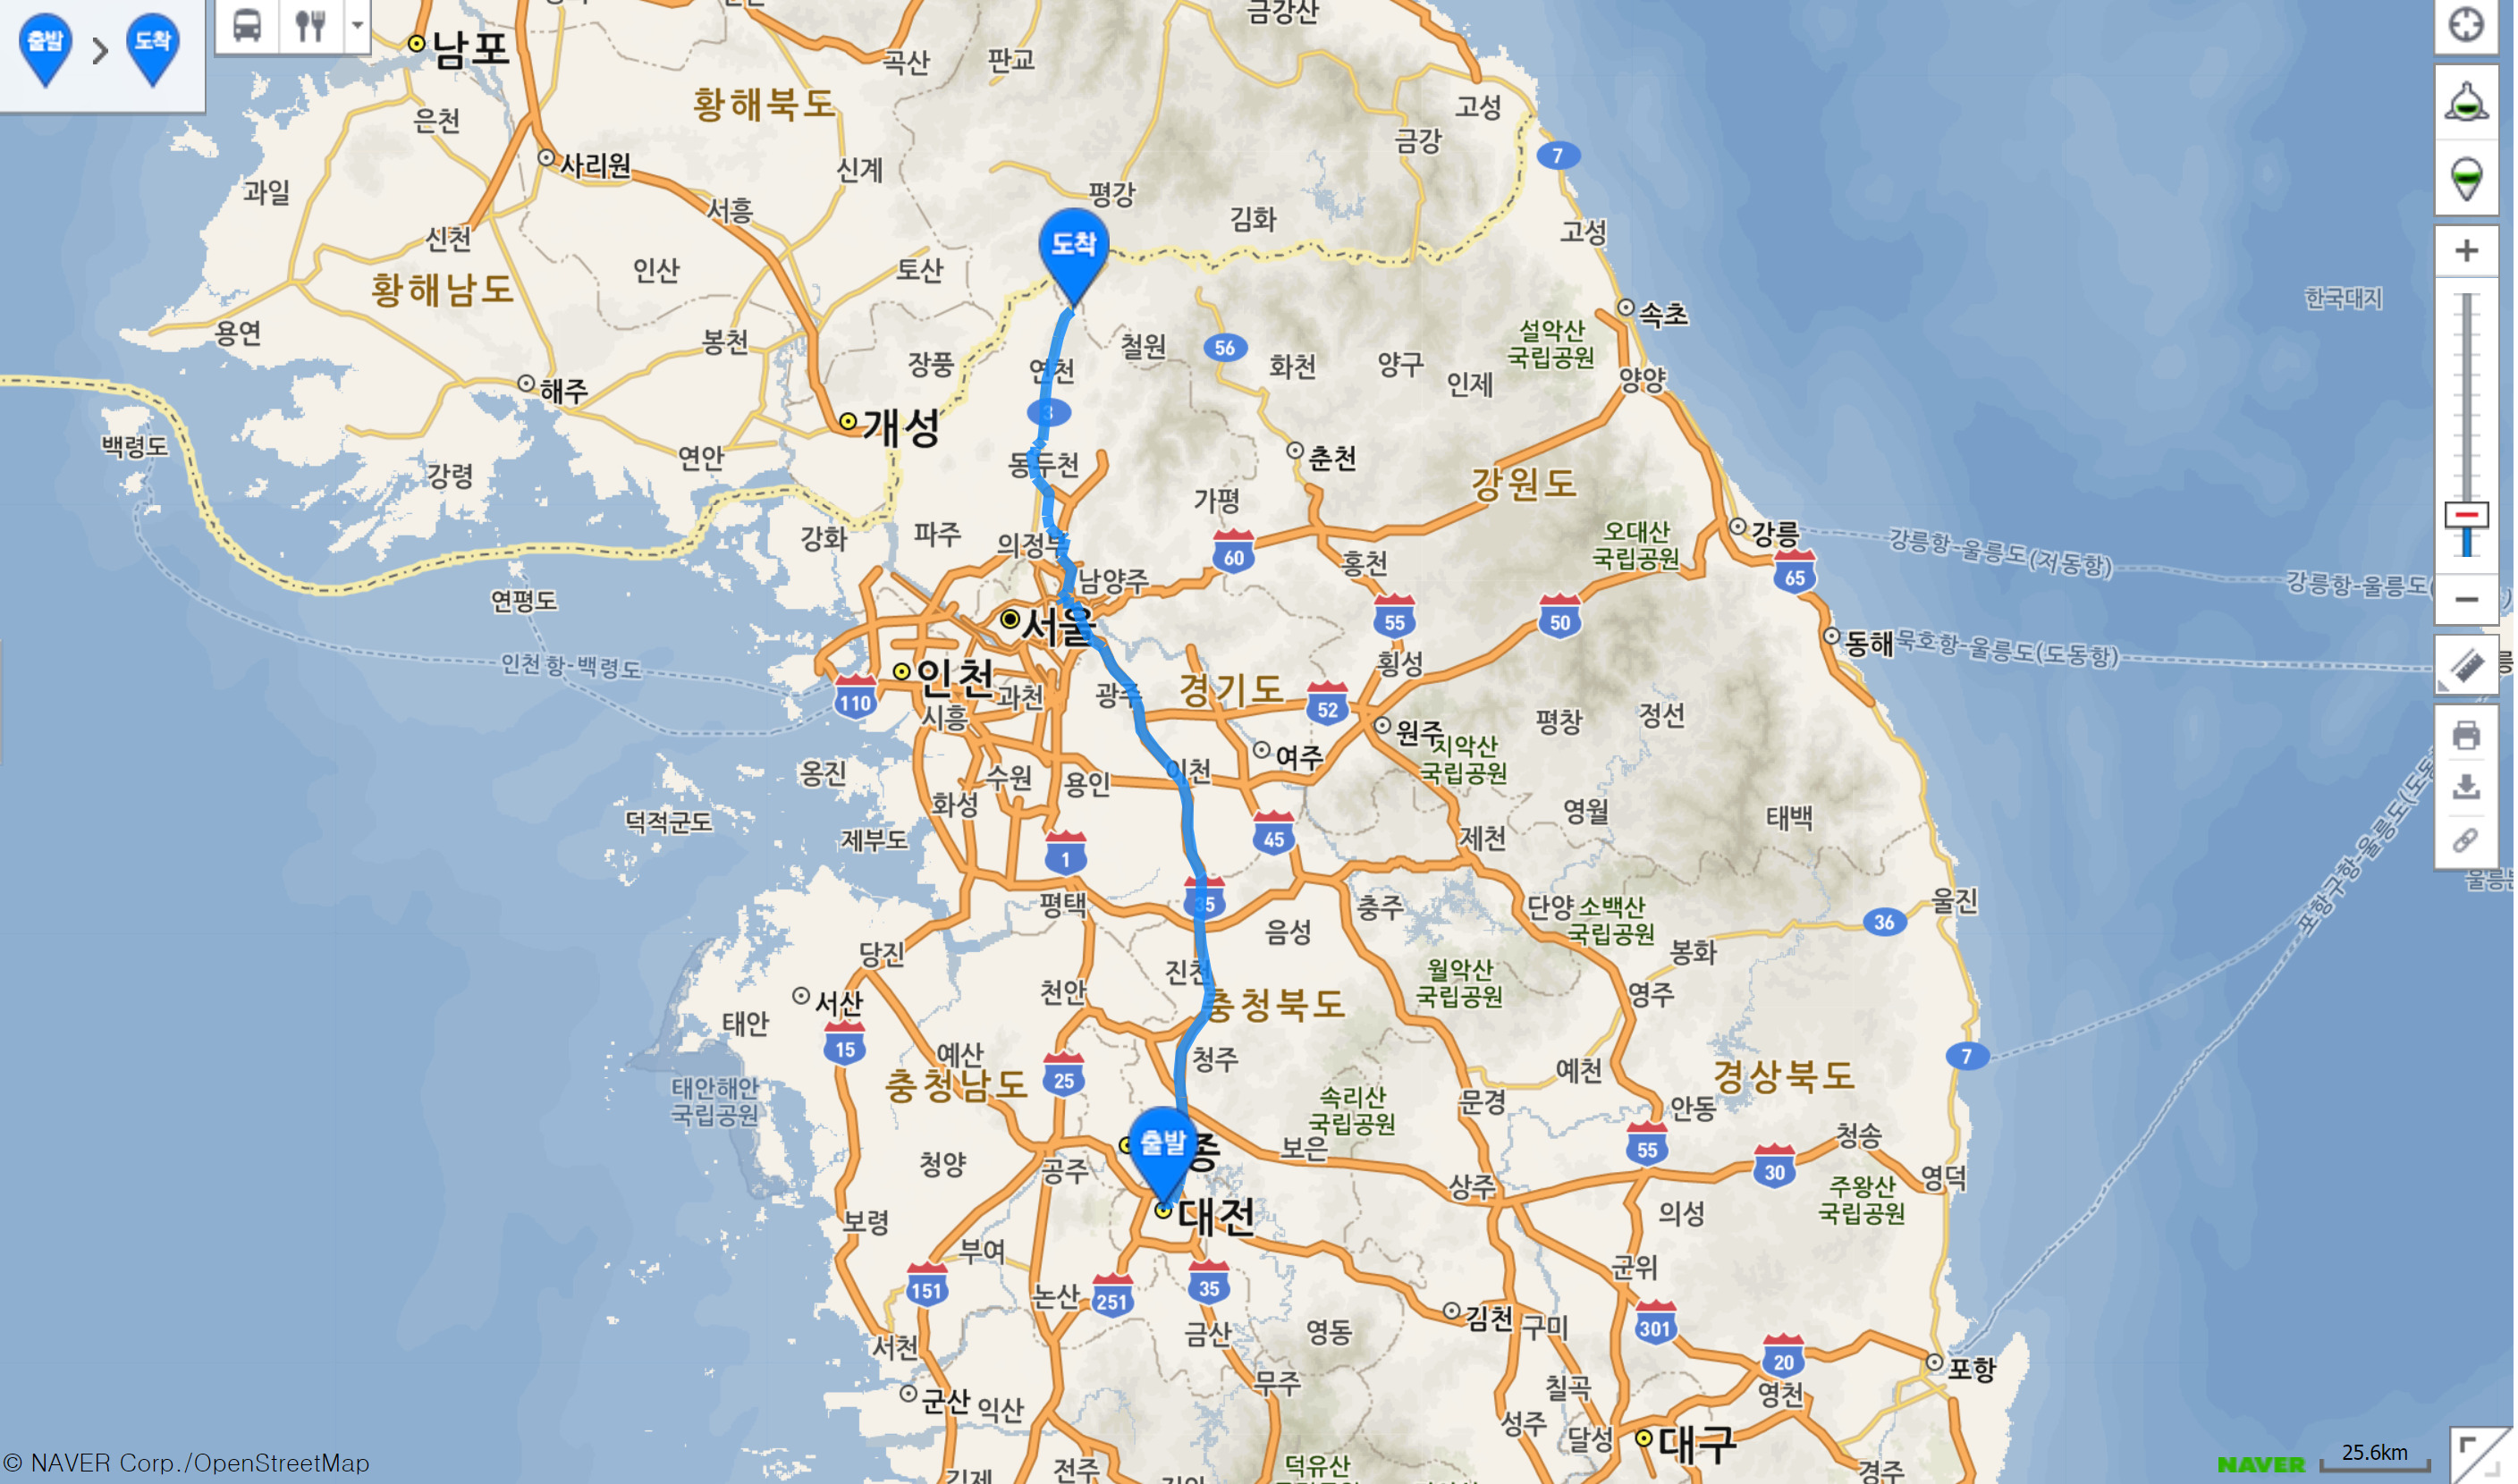 출발
도착
남포
황해북도
곡산
판교
금강산
은천
고성
금강
7
사리원
신계
과일
평강
서흥
김화
도착
고성
신천
인산
토산
황해남도
한국대지
속초
용연
봉천
철원
56
설악산
국립공원
장풍
연천
화천
양구
인제
양양
해주
3
개성
백령도
연안
동두천
춘천
강령
강원도
가평
강화
파주
의정부
60
홍천
오대산
국립공원
강릉
강릉항-울릉도(저동항)
65
강릉항-울릉도(
남양주
연평도
서울
55
50
동해
묵호항-울릉도(도동항)
인천항-백령도
인천
횡성
110
과천
광주
경기도
52
시흥
평창
정선
원주
여주
치악산
국립공원
옹진
수원
용인
이천
화성
영월
태백
덕적군도
제부도
45
제천
1
35
평택
충주
단양
소백산
국립공원
울진
36
음성
당진
봉화
진천
월악산
국립공원
천안
서산
충청북도
영주
태안
15
예산
청주
7
충청남도
25
예천
경상북도
태안해안
국립공원
속리산
국립공원
문경
안동
출발
종
보은
55
청송
청양
공주
30
영덕
상주
주왕산
국립공원
대전
보령
의성
부여
군위
151
논산
251
35
김천
구미
301
금산
영동
서천
20
포항
무주
칠곡
영천
군산
익산
성주
달성
대구
전주
덕유산
경주
포항구항-울릉도(도동
© NAVER Corp./OpenStreetMap
NAVER
25.6km